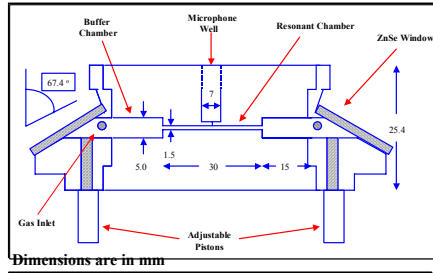 Buffer
Chamber
Microphone
Well
Resonant Chamber
ZnSe Window
67.4 º
7
25.4
1.5
5.0
30
15
Gas Inlet
Adjustable
Pistons
Dimensions are in mm